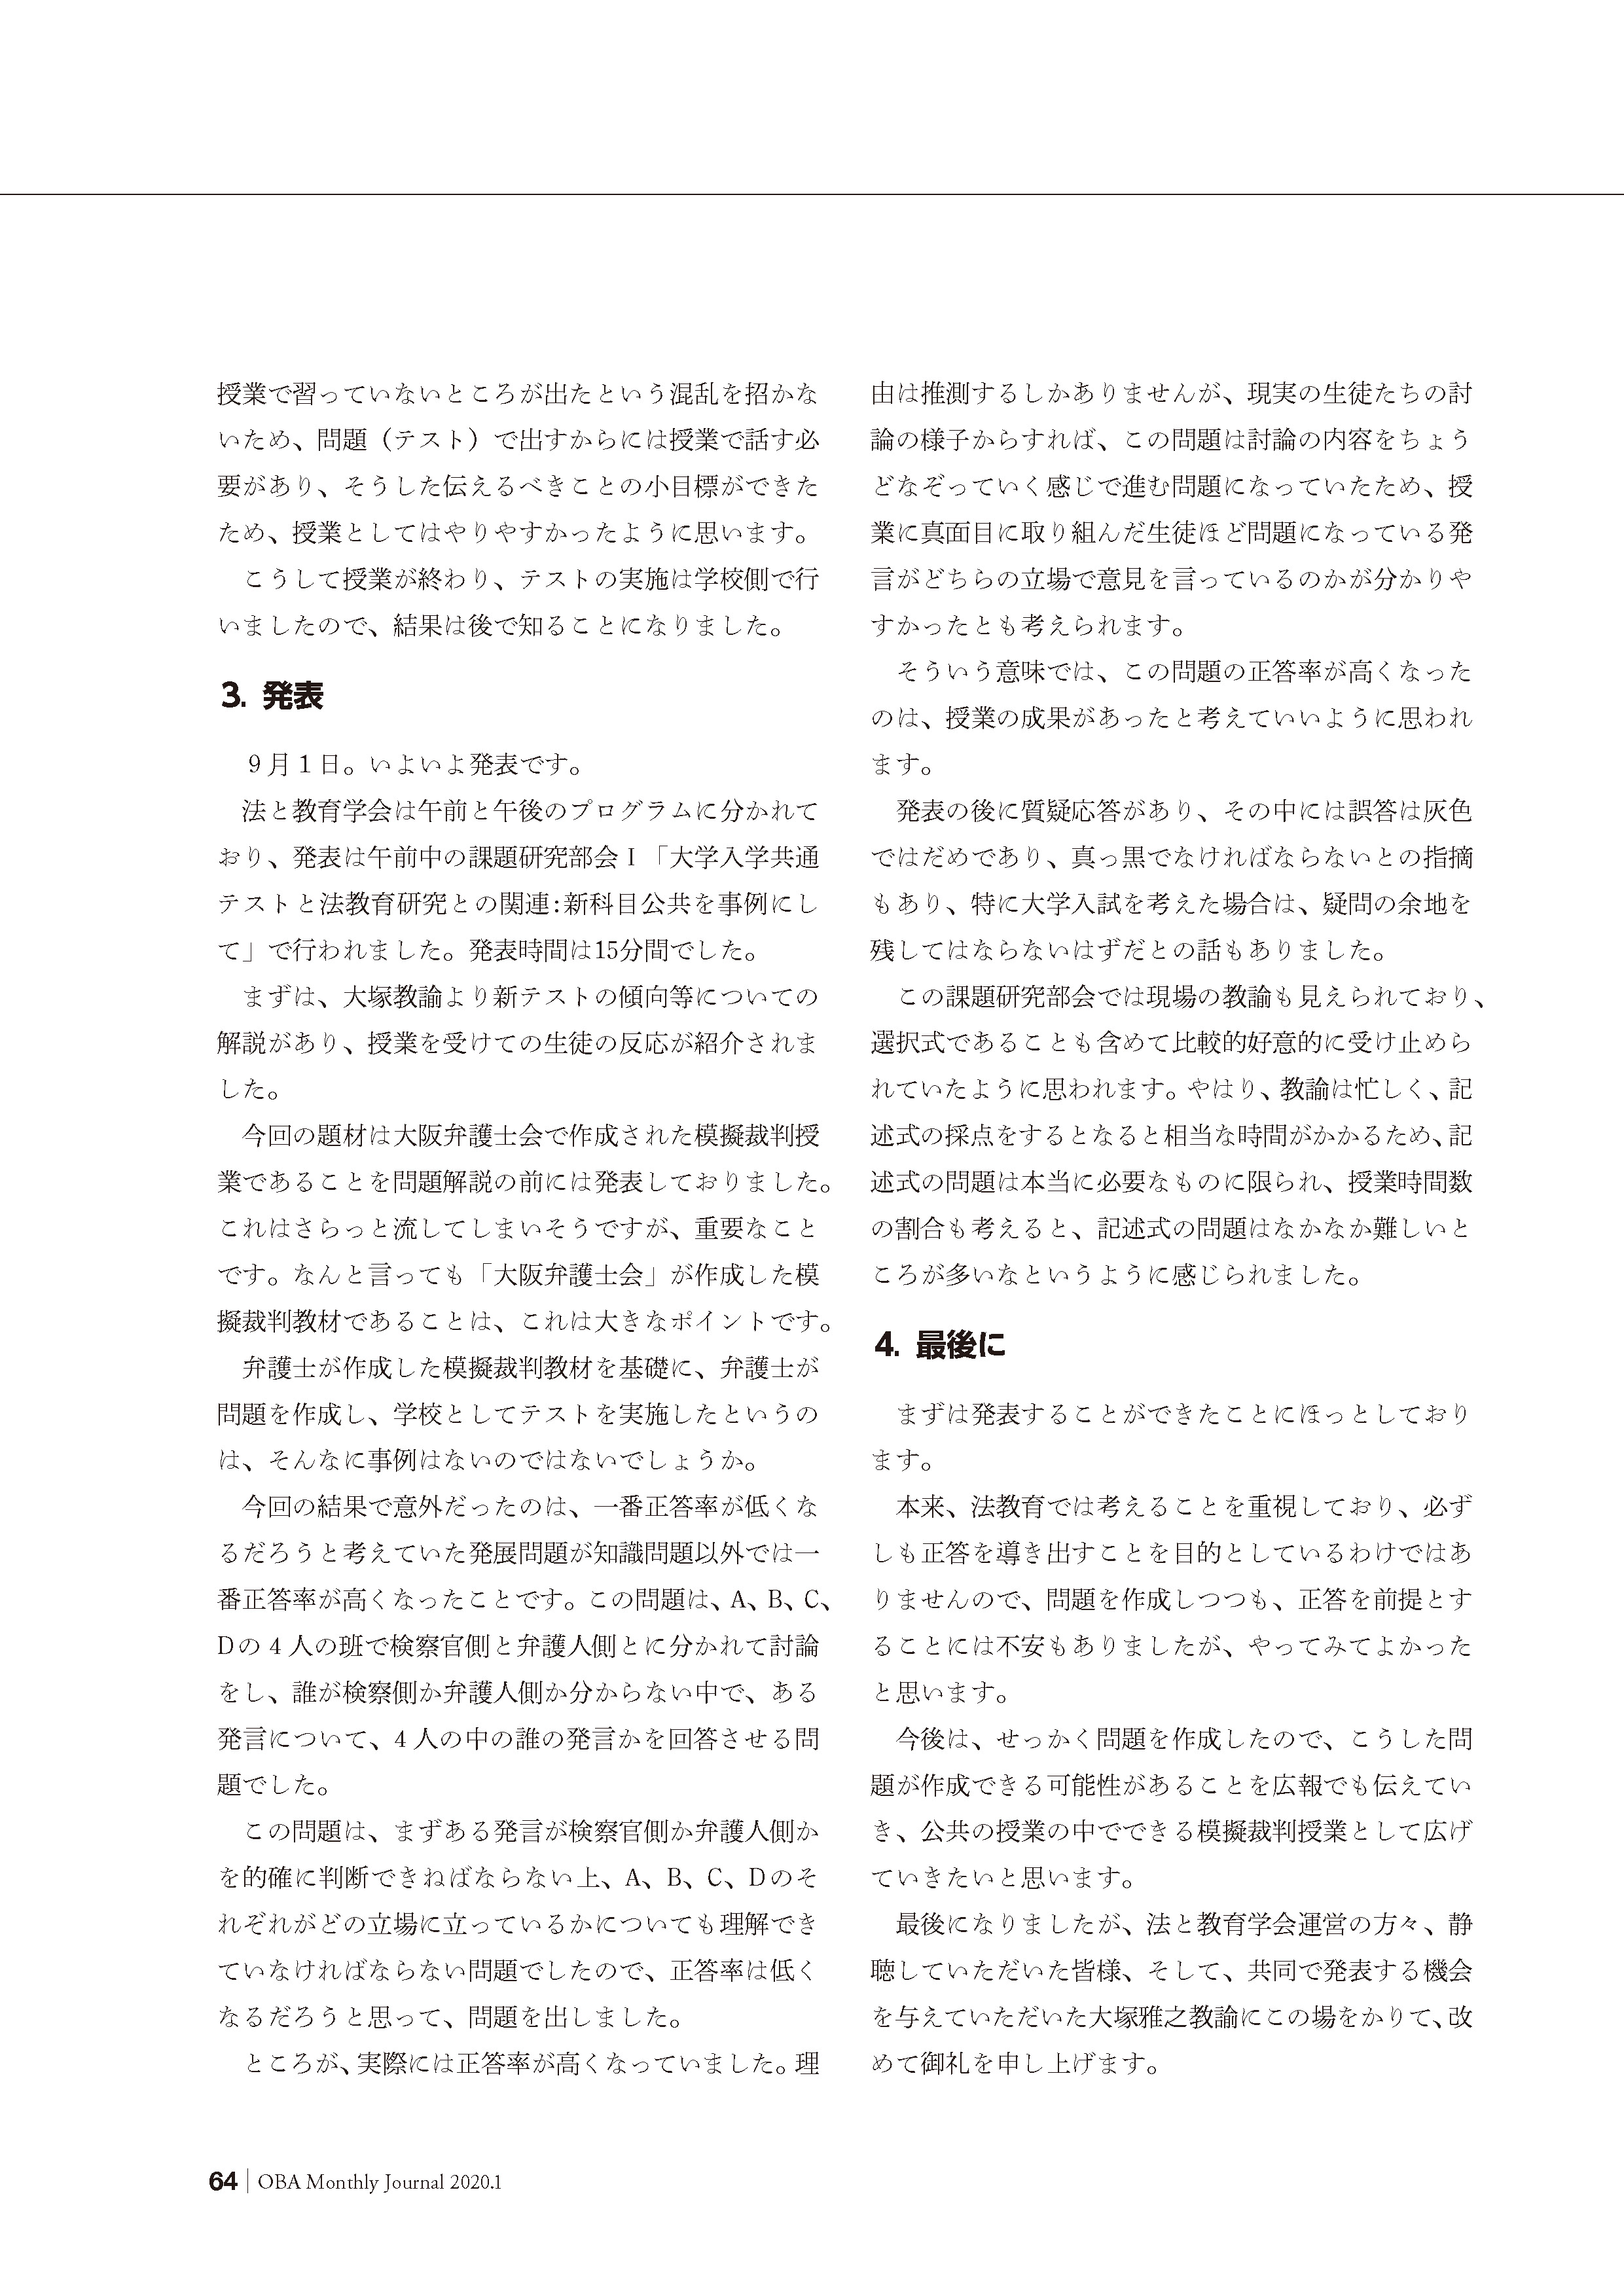 授業で習っていないところが出たという混乱を招かな
いため、問題（テスト）で出すからには授業で話す必
要があり、そうした伝えるべきことの小目標ができた
ため、授業としてはやりやすかったように思います。
こうして授業が終わり、テストの実施は学校側で行
いましたので、結果は後で知ることになりました。
3. 発表
９月１日。いよいよ発表です。
法と教育学会は午前と午後のプログラムに分かれて
おり、発表は午前中の課題研究部会Ⅰ「大学入学共通
テストと法教育研究との関連:新科目公共を事例にし
て」で行われました。発表時間は15分間でした。
まずは、大塚教諭より新テストの傾向等についての
解説があり、授業を受けての生徒の反応が紹介されま
した。
今回の題材は大阪弁護士会で作成された模擬裁判授
業であることを問題解説の前には発表しておりました。
これはさらっと流してしまいそうですが、重要なこと
です。なんと言っても「大阪弁護士会」が作成した模
擬裁判教材であることは、これは大きなポイントです。
弁護士が作成した模擬裁判教材を基礎に、弁護士が
問題を作成し、学校としてテストを実施したというの
は、そんなに事例はないのではないでしょうか。
今回の結果で意外だったのは、一番正答率が低くな
るだろうと考えていた発展問題が知識問題以外では一
番正答率が高くなったことです。この問題は、A、B、C、
Dの４人の班で検察官側と弁護人側とに分かれて討論
をし、誰が検察側か弁護人側か分からない中で、ある
発言について、４人の中の誰の発言かを回答させる問
題でした。
この問題は、まずある発言が検察官側か弁護人側か
を的確に判断できねばならない上、A、B、C、Dのそ
れぞれがどの立場に立っているかについても理解でき
ていなければならない問題でしたので、正答率は低く
なるだろうと思って、問題を出しました。
ところが、実際には正答率が高くなっていました。理
由は推測するしかありませんが、現実の生徒たちの討
論の様子からすれば、この問題は討論の内容をちょう
どなぞっていく感じで進む問題になっていたため、授
業に真面目に取り組んだ生徒ほど問題になっている発
言がどちらの立場で意見を言っているのかが分かりや
すかったとも考えられます。
そういう意味では、この問題の正答率が高くなった
のは、授業の成果があったと考えていいように思われ
ます。
発表の後に質疑応答があり、その中には誤答は灰色
ではだめであり、真っ黒でなければならないとの指摘
もあり、特に大学入試を考えた場合は、疑問の余地を
残してはならないはずだとの話もありました。
この課題研究部会では現場の教諭も見えられており、
選択式であることも含めて比較的好意的に受け止めら
れていたように思われます。やはり、教諭は忙しく、記
述式の採点をするとなると相当な時間がかかるため、記
述式の問題は本当に必要なものに限られ、授業時間数
の割合も考えると、記述式の問題はなかなか難しいと
ころが多いなというように感じられました。
4. 最後に
まずは発表することができたことにほっとしており
ます。
本来、法教育では考えることを重視しており、必ず
しも正答を導き出すことを目的としているわけではあ
りませんので、問題を作成しつつも、正答を前提とす
ることには不安もありましたが、やってみてよかった
と思います。
今後は、せっかく問題を作成したので、こうした問
題が作成できる可能性があることを広報でも伝えてい
き、公共の授業の中でできる模擬裁判授業として広げ
ていきたいと思います。
最後になりましたが、法と教育学会運営の方々、静
聴していただいた皆様、そして、共同で発表する機会
を与えていただいた大塚雅之教諭にこの場をかりて、改
めて御礼を申し上げます。
64 OBA Monthly Journal 2020.1